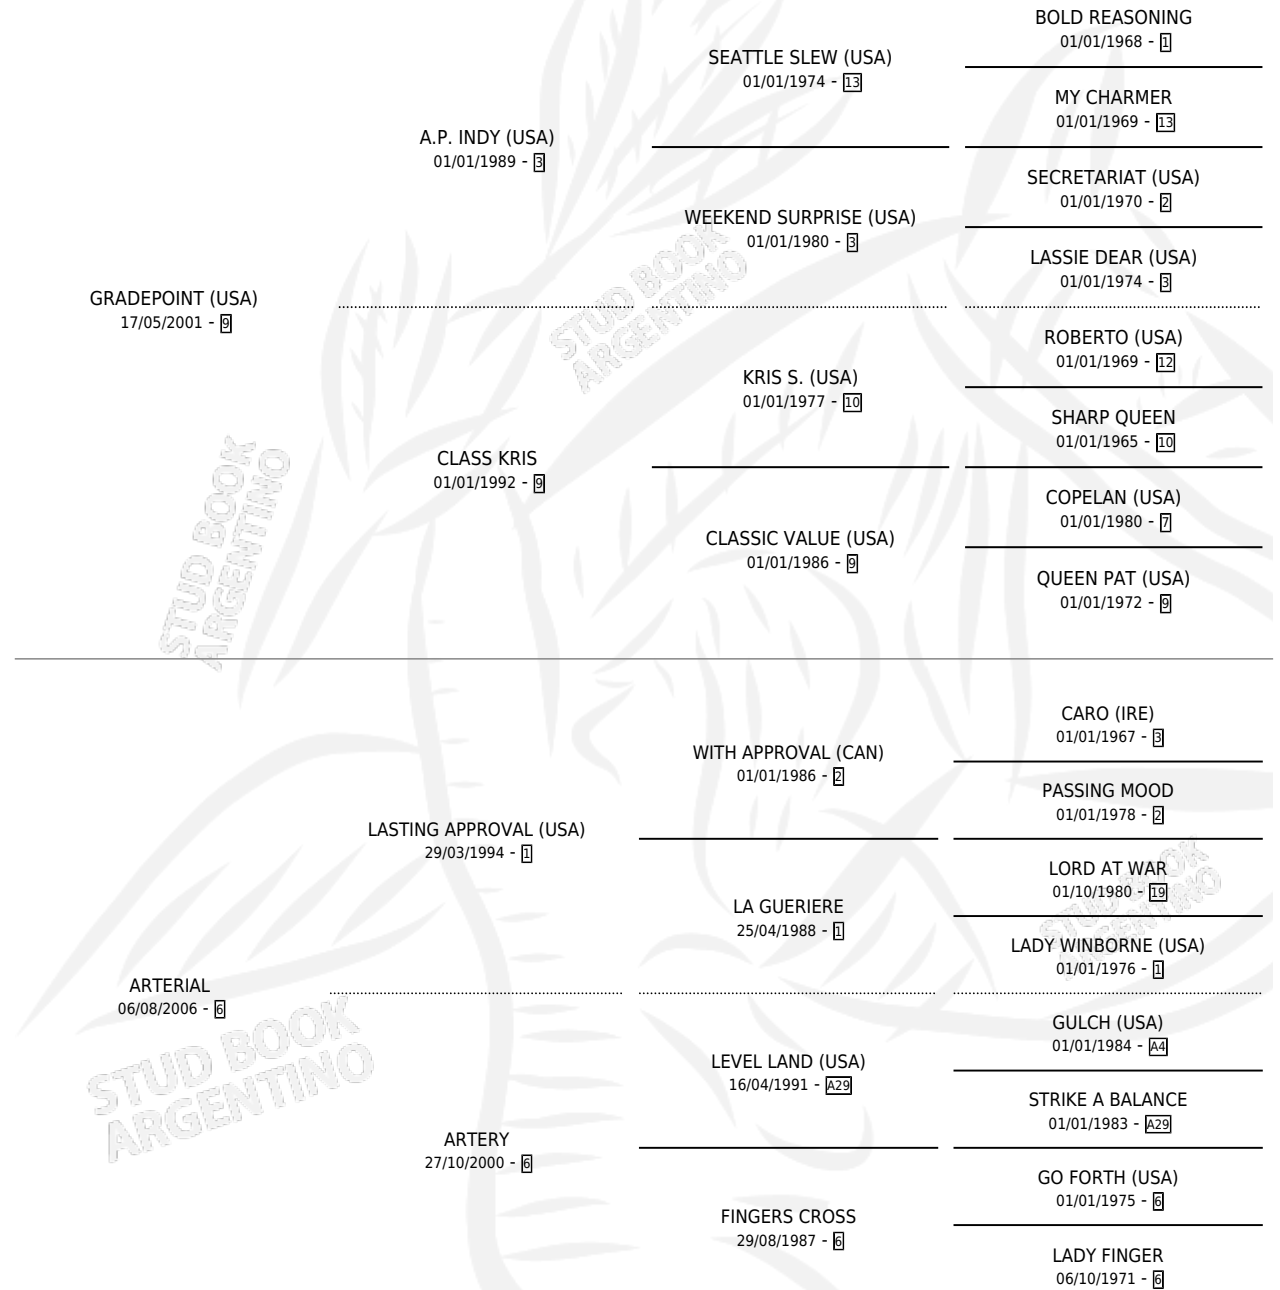 BOLD REASONING
01/01/1968 - 1
SEATTLE SLEW (USA)
01/01/1974 - 13
MY CHARMER
01/01/1969 - 13
A.P. INDY (USA)
01/01/1989 - 3
SECRETARIAT (USA)
01/01/1970 - 2
WEEKEND SURPRISE (USA)
01/01/1980 - 3
LASSIE DEAR (USA)
01/01/1974 - 3
GRADEPOINT (USA)
17/05/2001 - 9
ROBERTO (USA)
01/01/1969 - 12
KRIS S. (USA)
01/01/1977 - 10
SHARP QUEEN
01/01/1965 - 10
CLASS KRIS
01/01/1992 - 9
COPELAN (USA)
01/01/1980 - 7
CLASSIC VALUE (USA)
01/01/1986 - 9
QUEEN PAT (USA)
01/01/1972 - 9
CARO (IRE)
01/01/1967 - 3
WITH APPROVAL (CAN)
01/01/1986 - 2
PASSING MOOD
01/01/1978 - 2
LASTING APPROVAL (USA)
29/03/1994 - 1
LORD AT WAR
01/10/1980 - 19
LA GUERIERE
25/04/1988 - 1
LADY WINBORNE (USA)
01/01/1976 - 1
ARTERIAL
06/08/2006 - 6
GULCH (USA)
01/01/1984 - A4
LEVEL LAND (USA)
16/04/1991 - A29
STRIKE A BALANCE
01/01/1983 - A29
ARTERY
27/10/2000 - 6
GO FORTH (USA)
01/01/1975 - 6
FINGERS CROSS
29/08/1987 - 6
LADY FINGER
06/10/1971 - 6
STUD BOOK
ARGENTINO
STUD BOOK
ARGENTINO
STUD BOOK
ARGENTINO
STUD BOOK
ARGENTINO